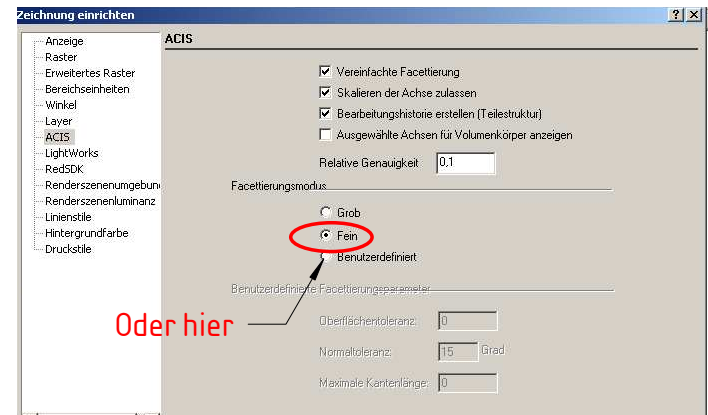 Zeichnung einrichten
Anzeige
Raster
Erweitertes Raster
Bereichseinheiten
Winkel
Layer
ACIS
LightWorks
RedSDK
Renderszenenumgebun
Renderszenenluminanz
Linienstile
Hintergrundfarbe
Druckstile
ACIS
Vereinfachte Facettierung
Skalieren der Achse zulassen
Bearbeitungshistorie erstellen (Teilestruktur)
Ausgewählte Achsen für Volumenkörper anzeigen
Relative Genauigkeit 0,1
Facettierungsmodus
Grob
Fein
Benutzerdefiniert
Oder hier
Benutzerdefinierte Facettierungsparameter
Oberflächentoleranz: 0
Normaltoleranz: 15 Grad
Maximale Kantenlänge: 0